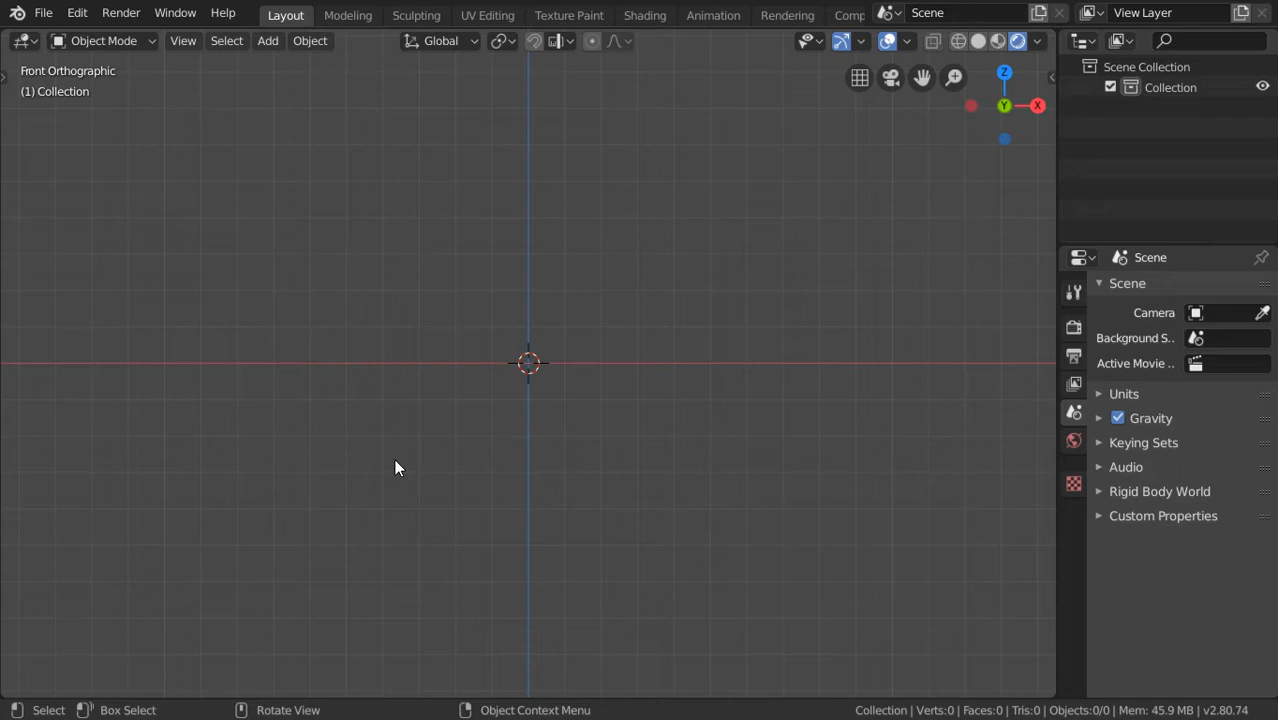 File Edit Render Window Help Layout Modeling Sculpting UV Editing Texture Paint Shading Animation Rendering Comp Scene View Layer
Object Mode View Select Add Object Global
Front Orthographic
(1) Collection
Z
Y
X
Scene Collection
Collection
Scene
Scene
Camera
Background S..
Active Movie ..
Units
Gravity
Keying Sets
Audio
Rigid Body World
Custom Properties
Select Box Select Rotate View Object Context Menu Collection | Verts:0 | Faces:0 | Tris:0 | Objects:0/0 | Mem: 45.9 MB | v2.80.74